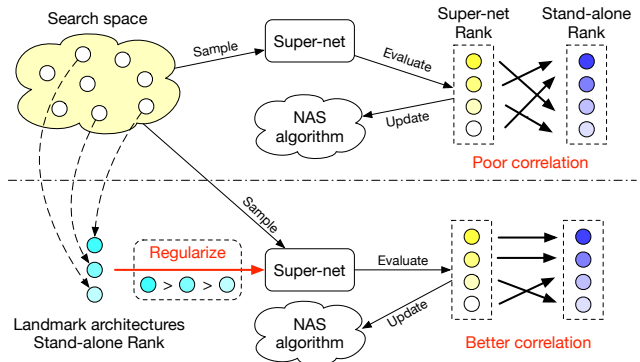 Search space
Sample
Super-net
Evaluate
Super-net
Rank
Stand-alone
Rank
NAS
algorithm
Update
Poor correlation
Sample
Regularize
> >
Super-net
Evaluate
NAS
algorithm
Update
Landmark architectures
Stand-alone Rank
Better correlation